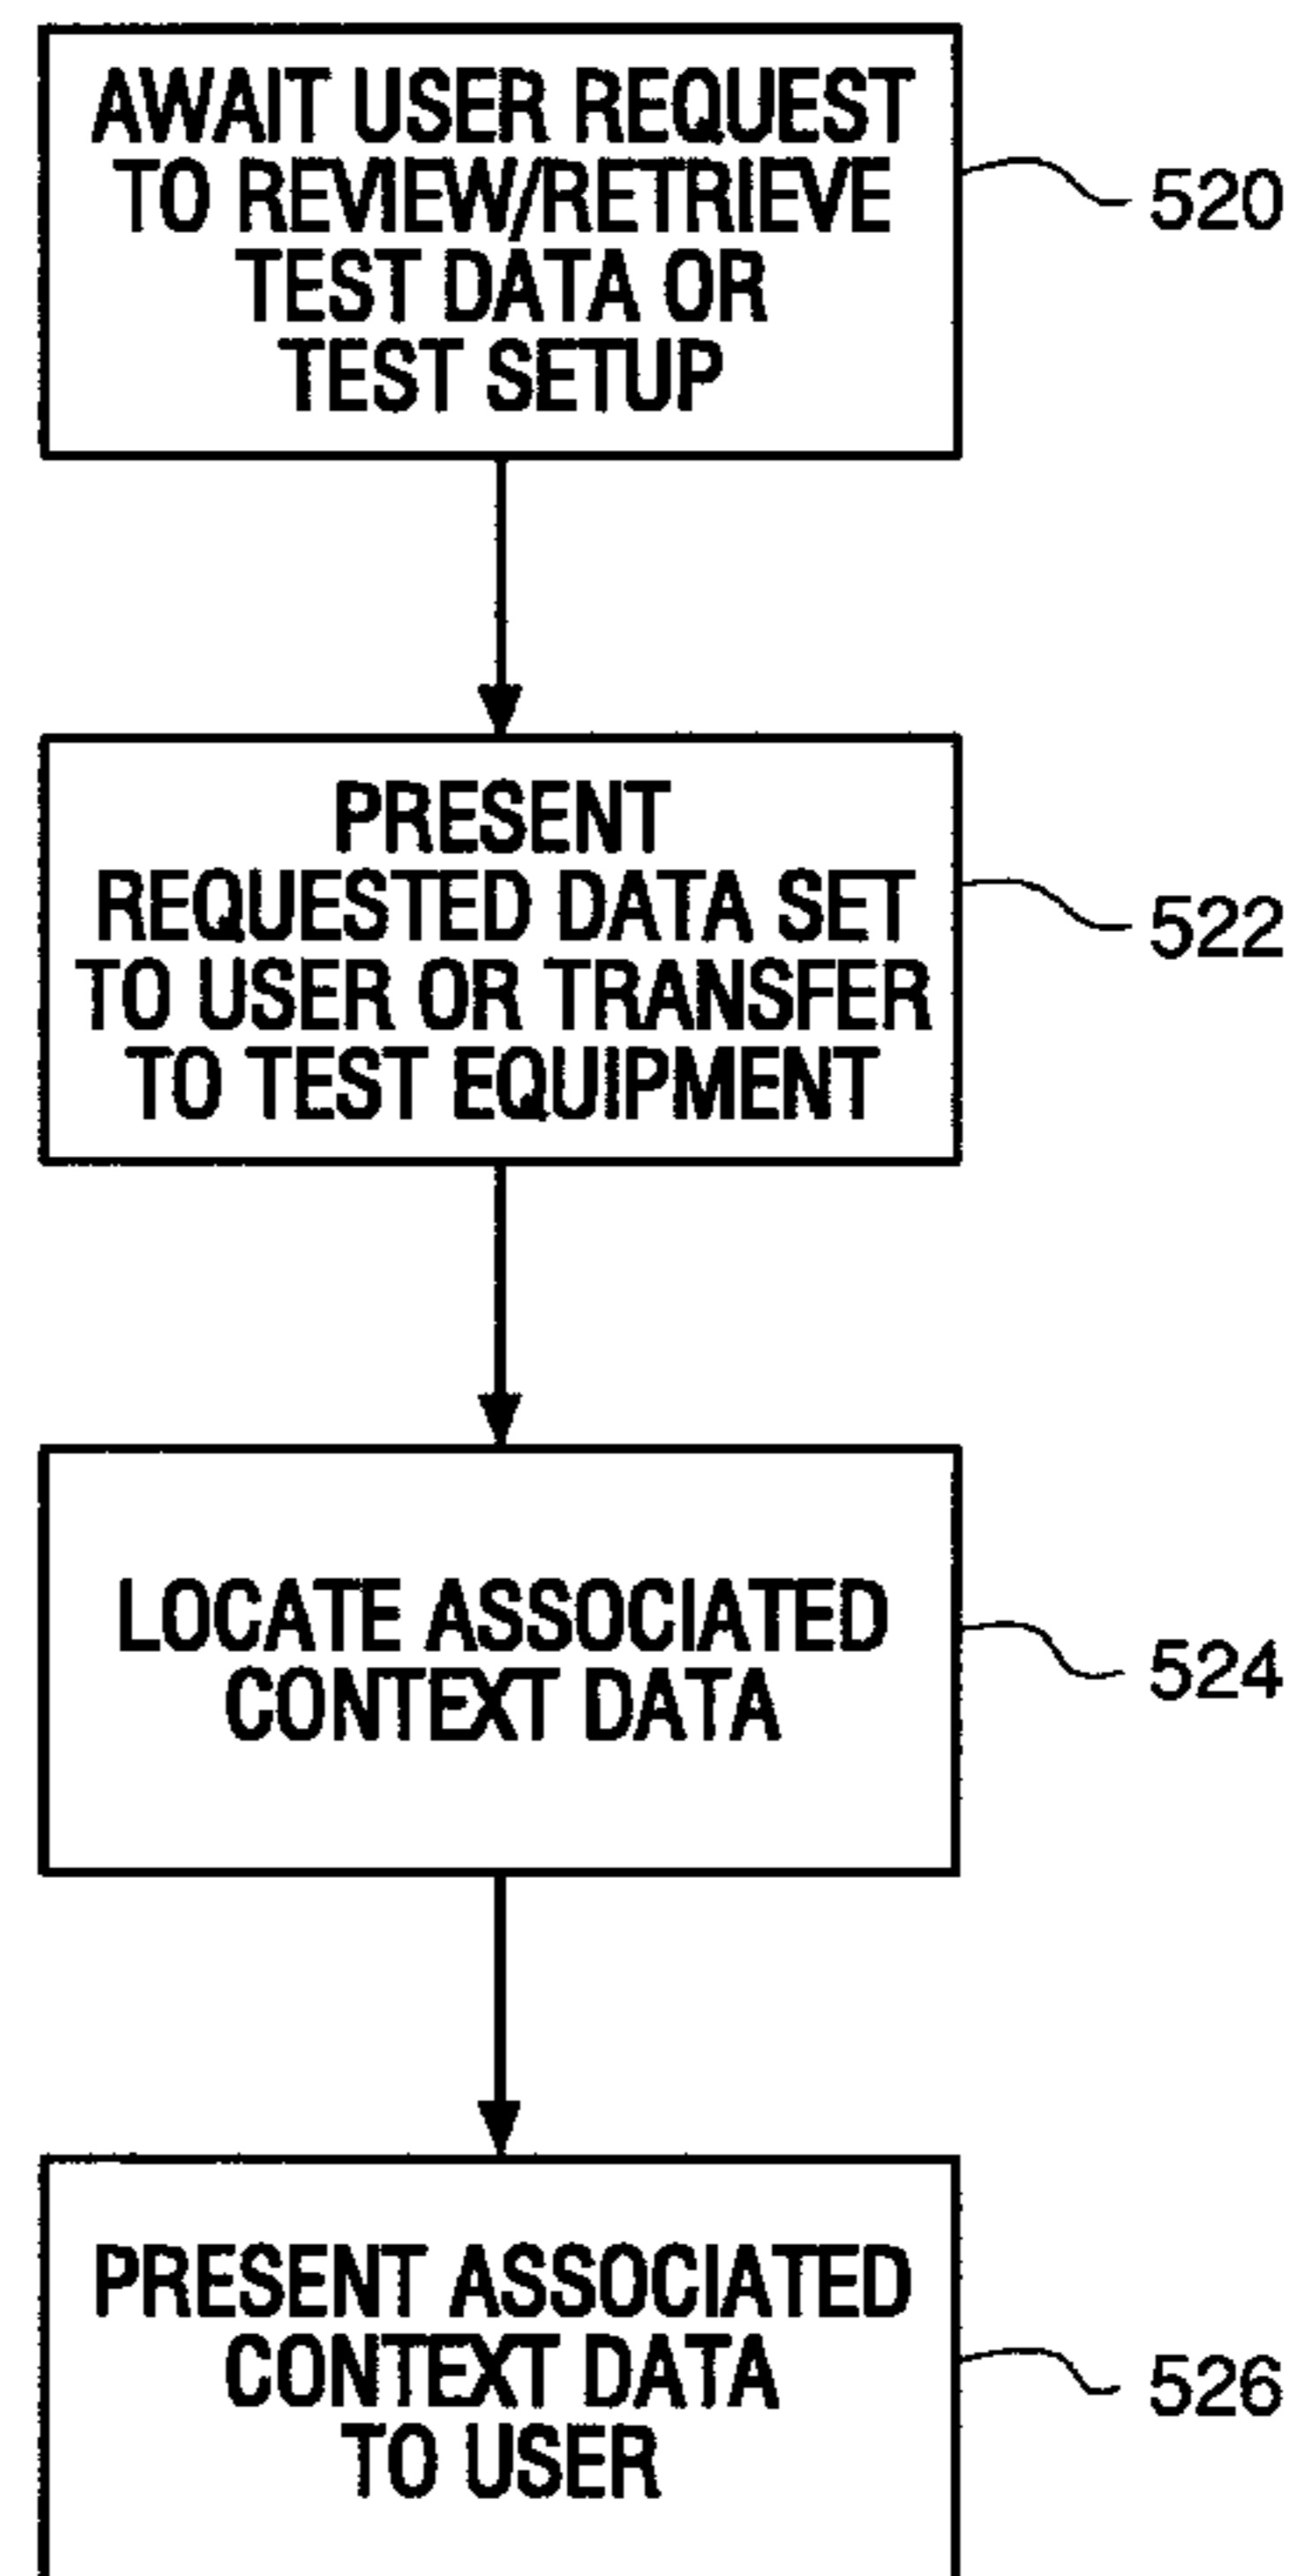 AWAIT USER REQUEST
TO REVIEW/RETRIEVE
TEST DATA OR
TEST SETUP
520
PRESENT
REQUESTED DATA SET
TO USER OR TRANSFER
TO TEST EQUIPMENT
522
LOCATE ASSOCIATED
CONTEXT DATA
524
PRESENT ASSOCIATED
CONTEXT DATA
TO USER
526